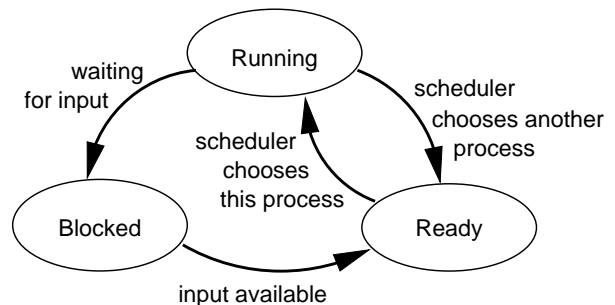 Running
waiting
for input
scheduler
chooses another
process
scheduler
chooses
this process
Blocked
Ready
input available